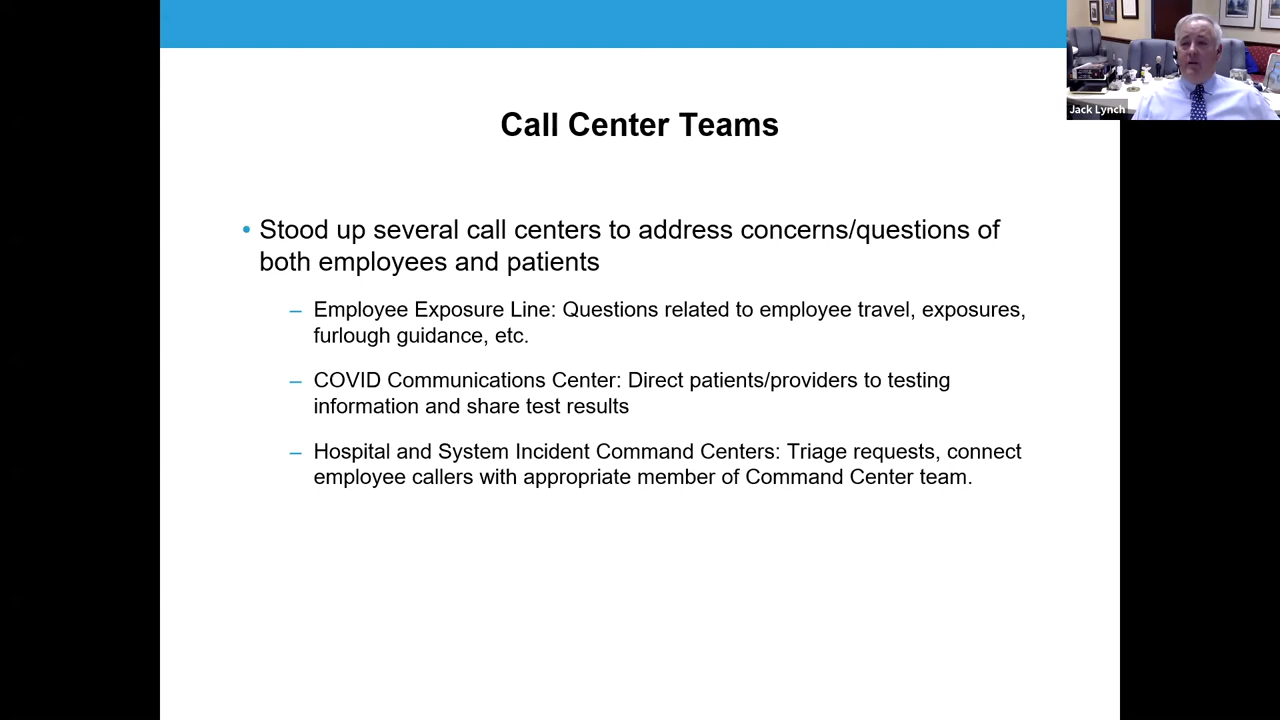 Jack Lynch
Call Center Teams
• Stood up several call centers to address concerns/questions of
both employees and patients
– Employee Exposure Line: Questions related to employee travel, exposures,
furlough guidance, etc.
– COVID Communications Center: Direct patients/providers to testing
information and share test results
– Hospital and System Incident Command Centers: Triage requests, connect
employee callers with appropriate member of Command Center team.